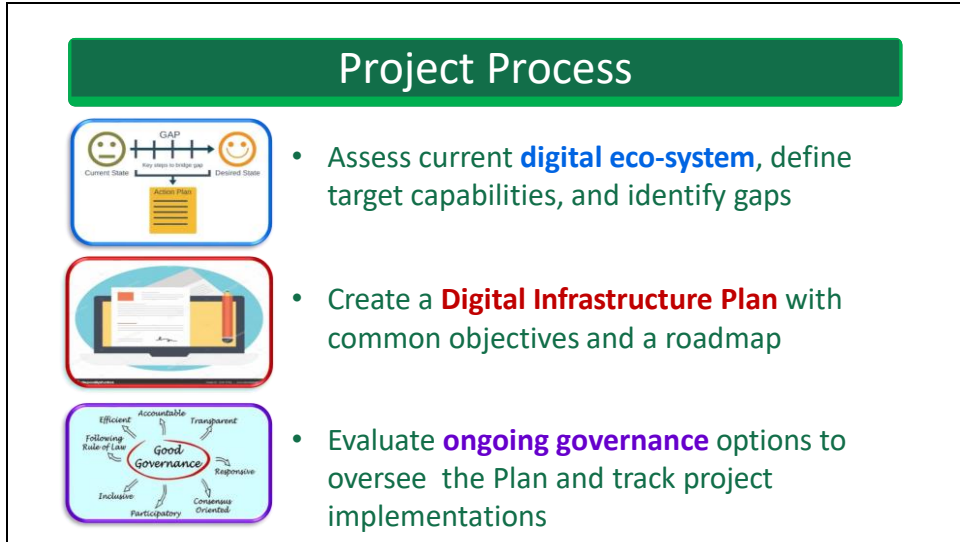 Project Process
GAP
Key steps to bridge gap
Current State
Desired State
Action Plan
• Assess current digital eco-system, define
target capabilities, and identify gaps
• Create a Digital Infrastructure Plan with
common objectives and a roadmap
Efficient
Accountable
Transparent
Following
Rule of Law
Good
Governance
Responsive
Inclusive
Participatory
Consensus
Oriented
• Evaluate ongoing governance options to
oversee  the Plan and track project
implementations